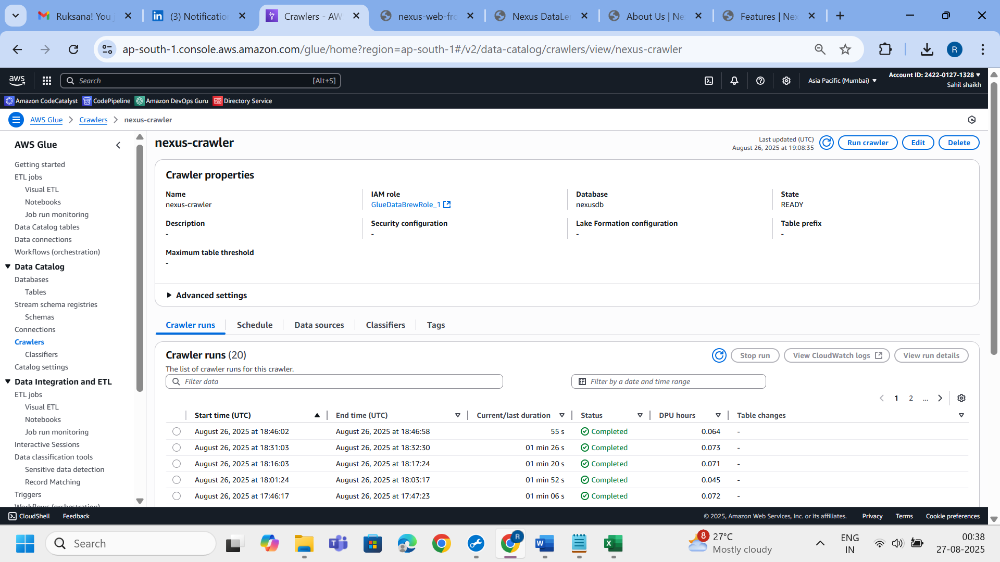 Ruksana! You j
(3) Notification
Crawlers - AW
nexus-web-fro
Nexus DataLe
About Us | Ne
Features | Nex
ap-south-1.console.aws.amazon.com/glue/home?region=ap-south-1#/v2/data-catalog/crawlers/view/nexus-crawler
R
aws
Search
[Alt+S]
Asia Pacific (Mumbai)
Account ID: 2422-0127-1328
Sahil shaikh
Amazon CodeCatalyst
CodePipeline
Amazon DevOps Guru
Directory Service
AWS Glue
Crawlers
nexus-crawler
AWS Glue
Getting started
ETL jobs
Visual ETL
Notebooks
Job run monitoring
Data Catalog tables
Data connections
Workflows (orchestration)
Data Catalog
Databases
Tables
Stream schema registries
Schemas
Connections
Crawlers
Classifiers
Catalog settings
Data Integration and ETL
ETL jobs
Visual ETL
Notebooks
Job run monitoring
Interactive Sessions
Data classification tools
Sensitive data detection
Record Matching
Triggers
Workflows (orchestration)
nexus-crawler
Last updated (UTC)
August 26, 2025 at 19:08:35
Run crawler
Edit
Delete
Crawler properties
Name
nexus-crawler
IAM role
GlueDataBrewRole_1
Database
nexusdb
State
READY
Description
-
Security configuration
-
Lake Formation configuration
-
Table prefix
-
Maximum table threshold
-
Advanced settings
Crawler runs
Schedule
Data sources
Classifiers
Tags
Crawler runs (20)
The list of crawler runs for this crawler.
Stop run
View CloudWatch logs
View run details
Filter data
Filter by a date and time range
1 2 ...
Start time (UTC) End time (UTC) Current/last duration Status DPU hours Table changes
August 26, 2025 at 18:46:02 August 26, 2025 at 18:46:58 55 s Completed 0.064 -
August 26, 2025 at 18:31:03 August 26, 2025 at 18:32:30 01 min 26 s Completed 0.073 -
August 26, 2025 at 18:16:03 August 26, 2025 at 18:17:24 01 min 20 s Completed 0.071 -
August 26, 2025 at 18:01:24 August 26, 2025 at 18:03:17 01 min 52 s Completed 0.045 -
August 26, 2025 at 17:46:17 August 26, 2025 at 17:47:23 01 min 06 s Completed 0.072 -
CloudShell
Feedback
© 2025, Amazon Web Services, Inc. or its affiliates.
Privacy
Terms
Cookie preferences
Search
R
8
27°C
Mostly cloudy
ENG
IN
00:38
27-08-2025